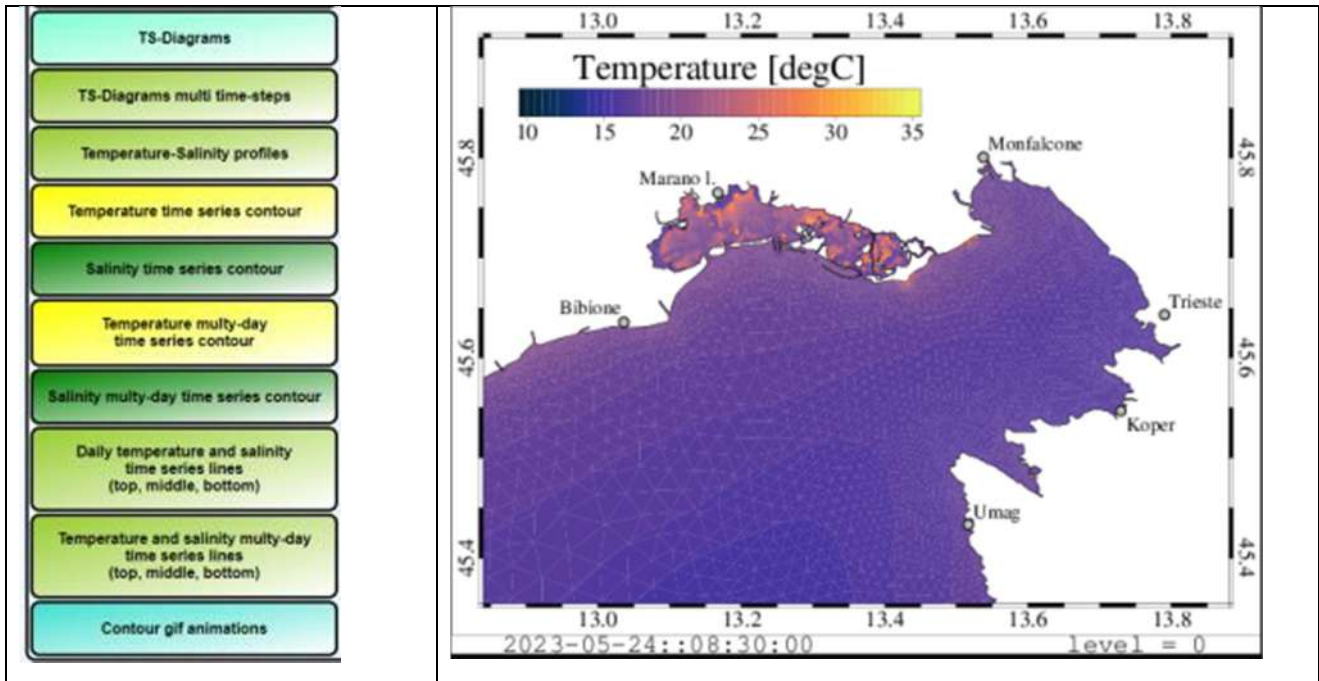 TS-Diagrams
TS-Diagrams multi time-steps
Temperature-Salinity profiles
Temperature time series contour
Salinity time series contour
Temperature multy-day
time series contour
Salinity multy-day time series contour
Daily temperature and salinity
time series lines
(top, middle, bottom)
Temperature and salinity multy-day
time series lines
(top, middle, bottom)
Contour gif animations
13.0 13.2 13.4 13.6 13.8
Temperature [degC]
10 15 20 25 30 35
45.8
45.8
Monfalcone
Marano l.
Bibione
Trieste
45.6
45.6
Koper
Umag
45.4
45.4
13.0 13.2 13.4 13.6 13.8
2023-05-24::08:30:00 level = 0